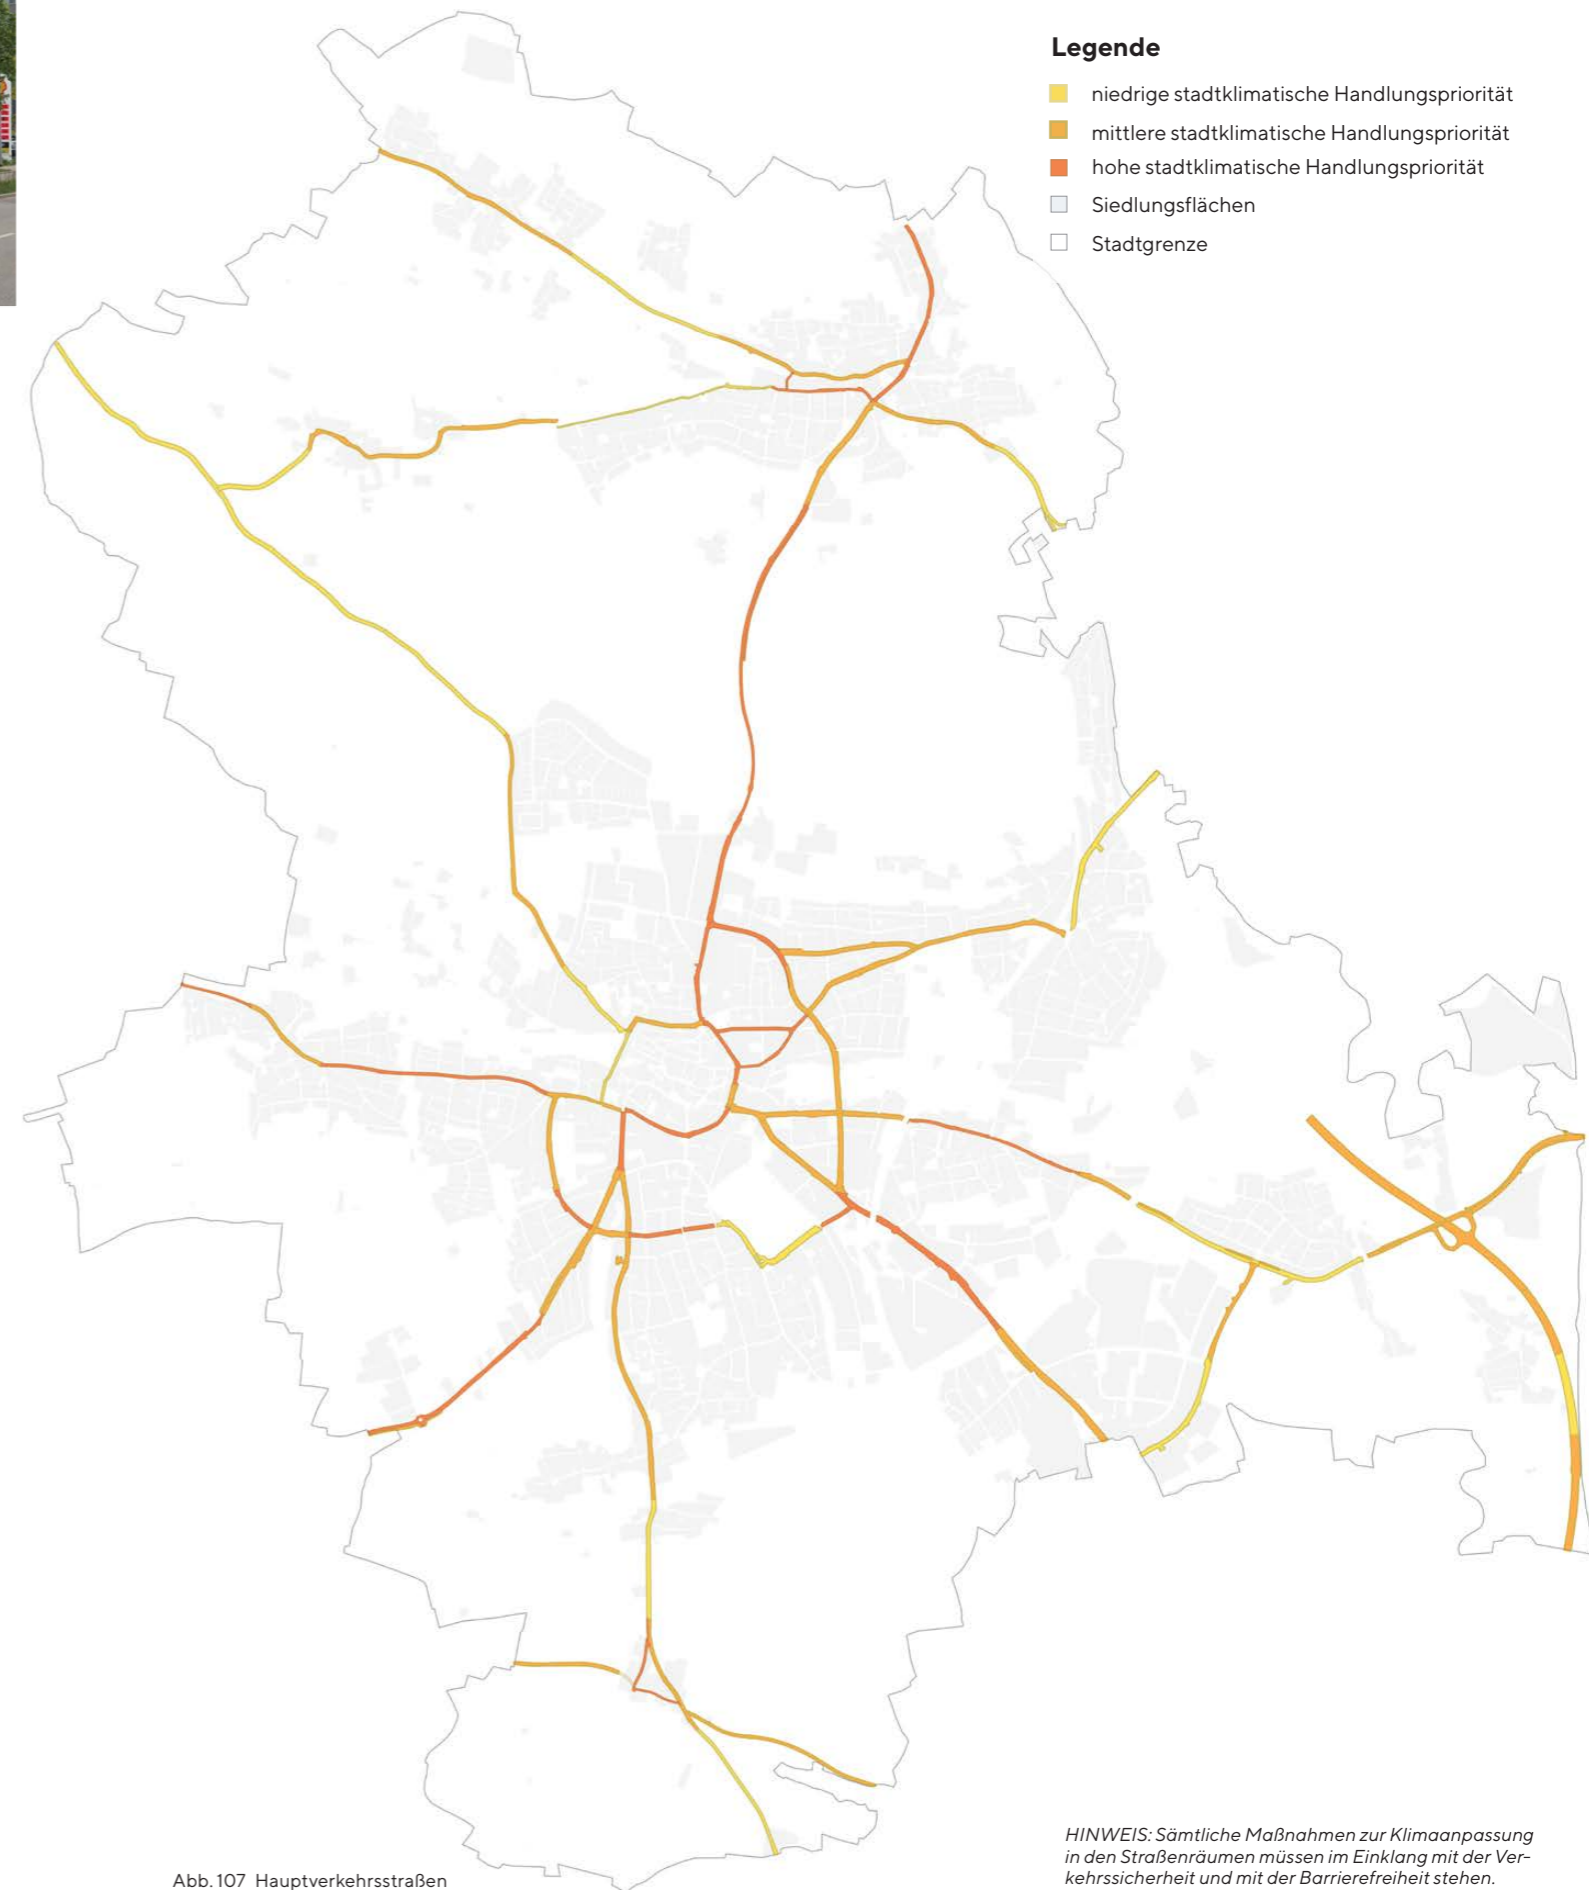 Legende
niedrige stadtklimatische Handlungspriorität
mittlere stadtklimatische Handlungspriorität
hohe stadtklimatische Handlungspriorität
Siedlungsflächen
Stadtgrenze
HINWEIS: Sämtliche Maßnahmen zur Klimaanpassung
in den Straßenräumen müssen im Einklang mit der Ver-
kehrssicherheit und mit der Barrierefreiheit stehen.
Abb. 107 Hauptverkehrsstraßen